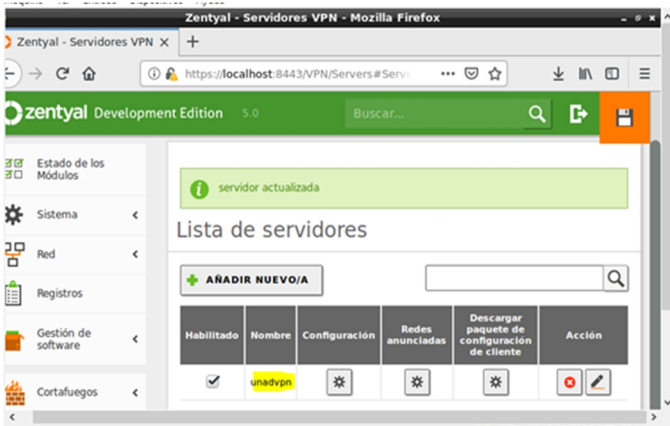 Zentyal - Servidores VPN - Mozilla Firefox
Zentyal - Servidores VPN × +
https://localhost:8443/VPN/Servers#Serv
zentyal Development Edition 5.0 Buscar...
Estado de los
Módulos
Sistema
Red
Registros
Gestión de
software
Cortafuegos
servidor actualizada
Lista de servidores
AÑADIR NUEVO/A
Habilitado Nombre Configuración Redes
anunciadas Descargar
paquete de
configuración
de cliente Acción
unadvpn